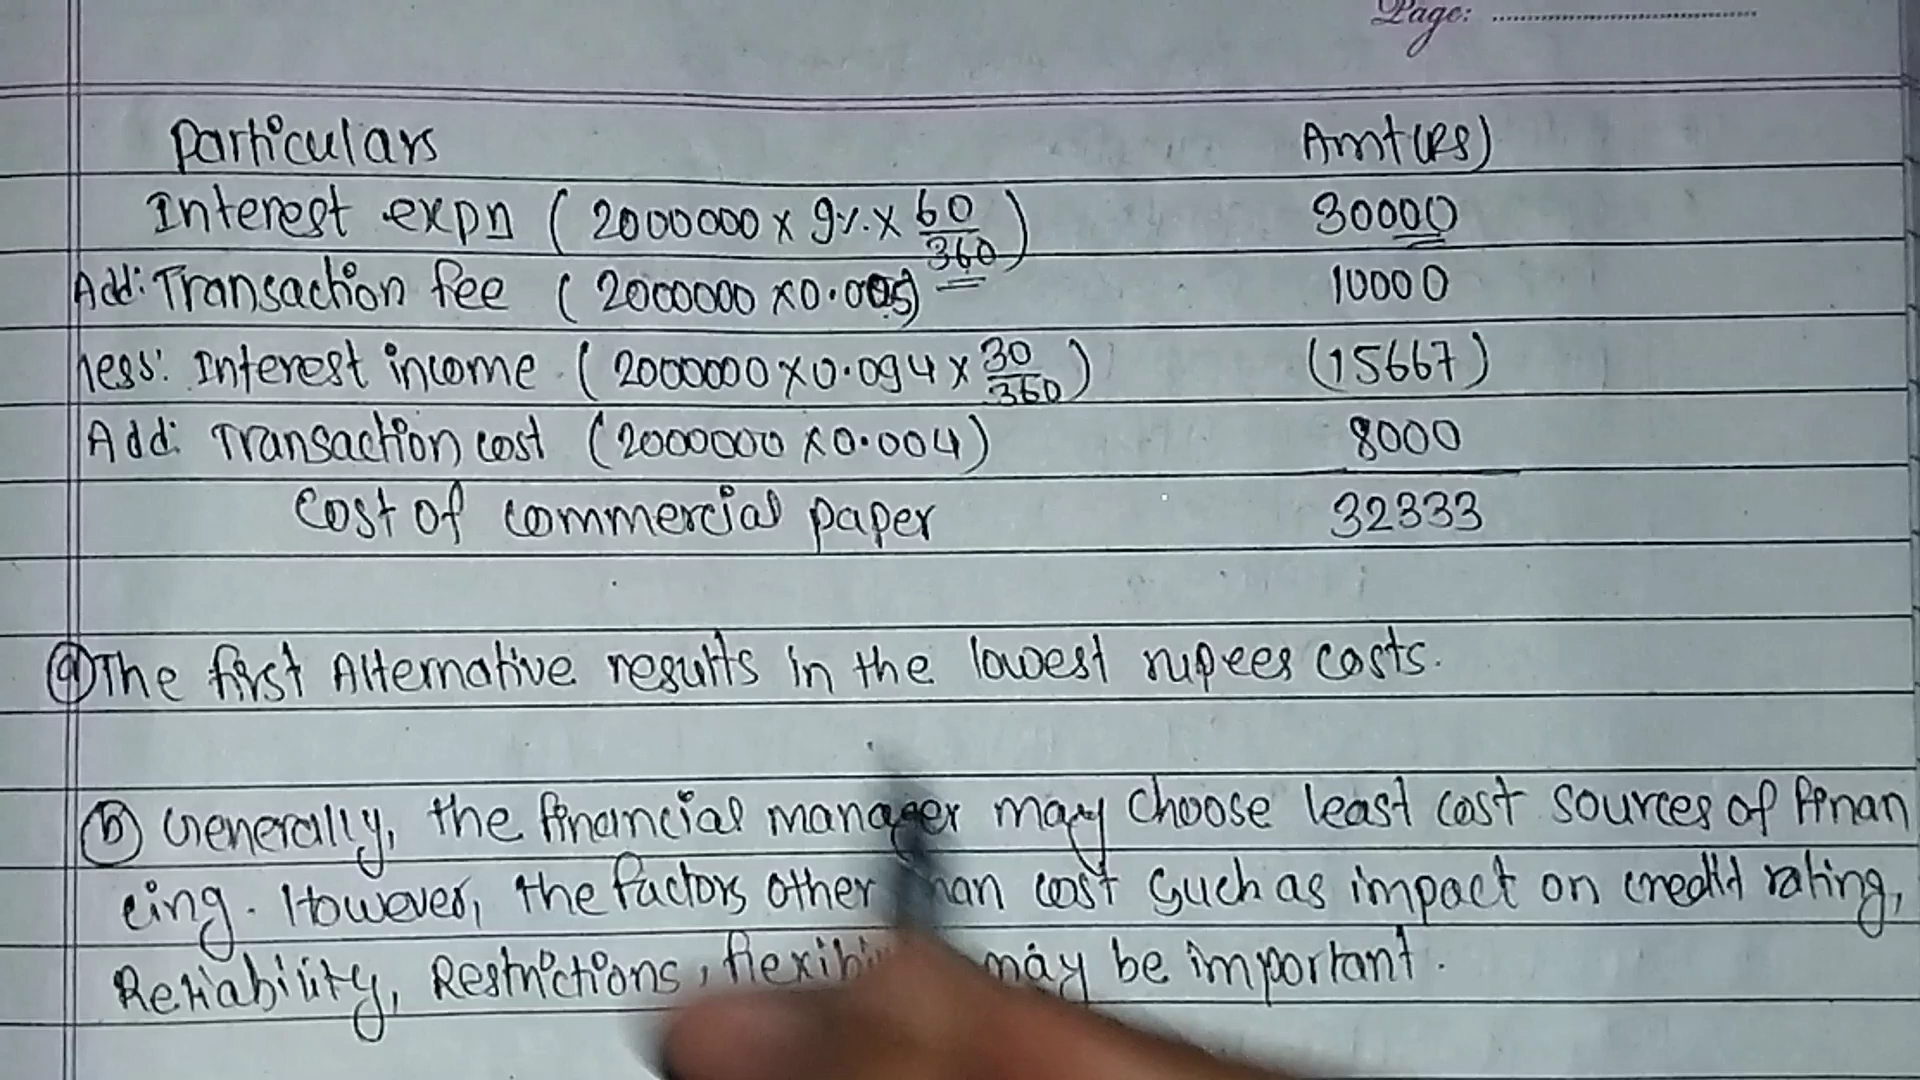 Page:
Particulars Amt(RS)
Interest expn (2000000 x 9% x 60/360) 30000
Add: Transaction fee (2000000 x 0.005) 10000
less: Interest income (2000000 x 0.094 x 30/360) (15667)
Add: Transaction cost (2000000 x 0.004) 8000
Cost of commercial paper 32333
(a) The first Alternative results in the lowest rupees costs.
(b) Generally, the financial manager may choose least cost sources of finan
cing. However, the factors other than cost such as impact on credit rating,
Reliability, Restrictions, may be important.